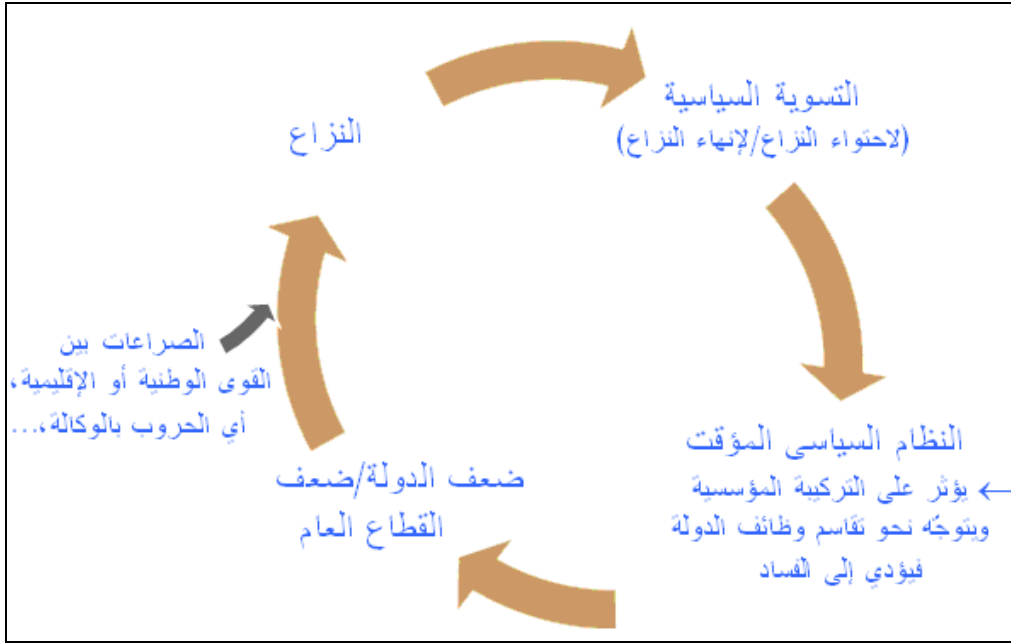 النزاع
التسوية السياسية
(لاحتواء النزاع/لإنهاء النزاع)
النظام السياسى المؤقت
← يؤثر على التركيبة المؤسسية
ويتوجّه نحو تقاسم وظائف الدولة
فيؤدي إلى الفساد
ضعف الدولة/ضعف
القطاع العام
الصراعات بين
القوى الوطنية أو الإقليمية،
أي الحروب بالوكالة،...